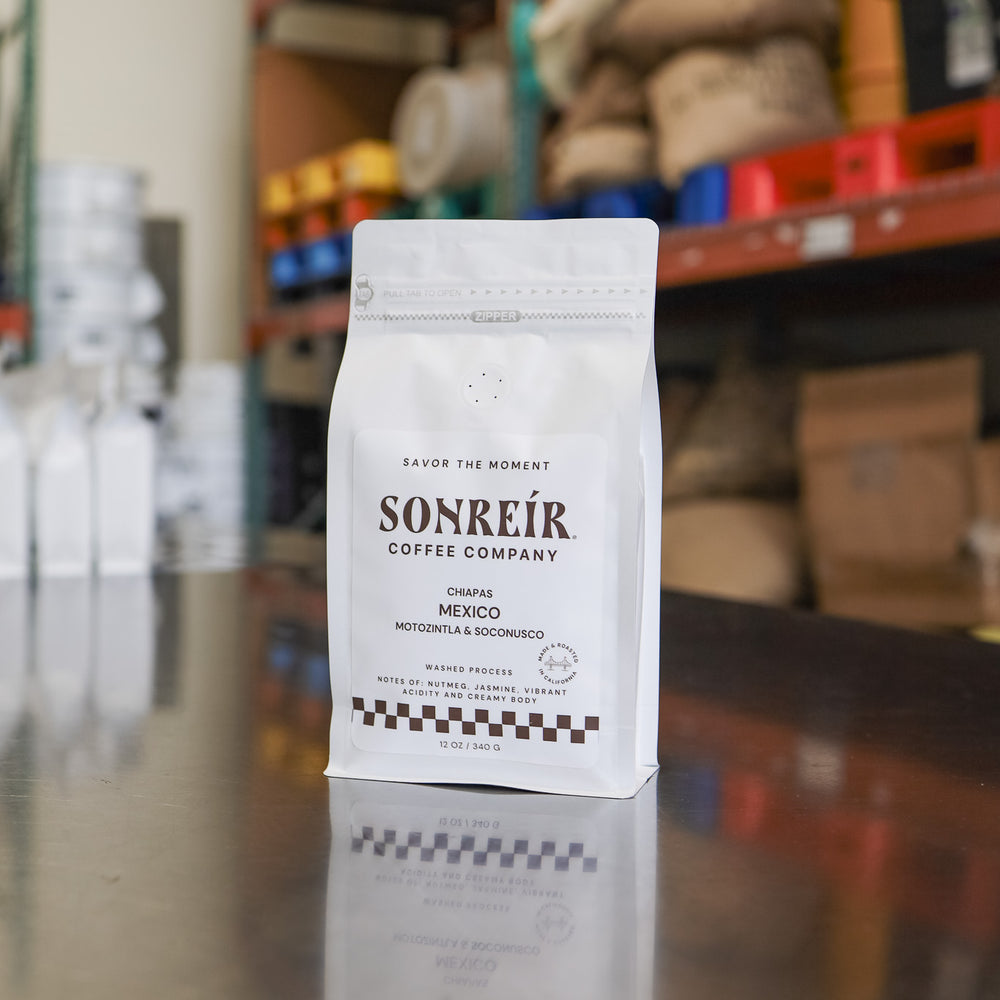 PULL TAB TO OPEN
ZIPPER
SAVOR THE MOMENT
SONREÍR®
COFFEE COMPANY
CHIAPAS
MEXICO
MOTOZINTLA & SOCONUSCO
MADE & ROASTED
IN CALIFORNIA
WASHED PROCESS
NOTES OF: NUTMEG, JASMINE, VIBRANT
ACIDITY AND CREAMY BODY
12 OZ / 340 G